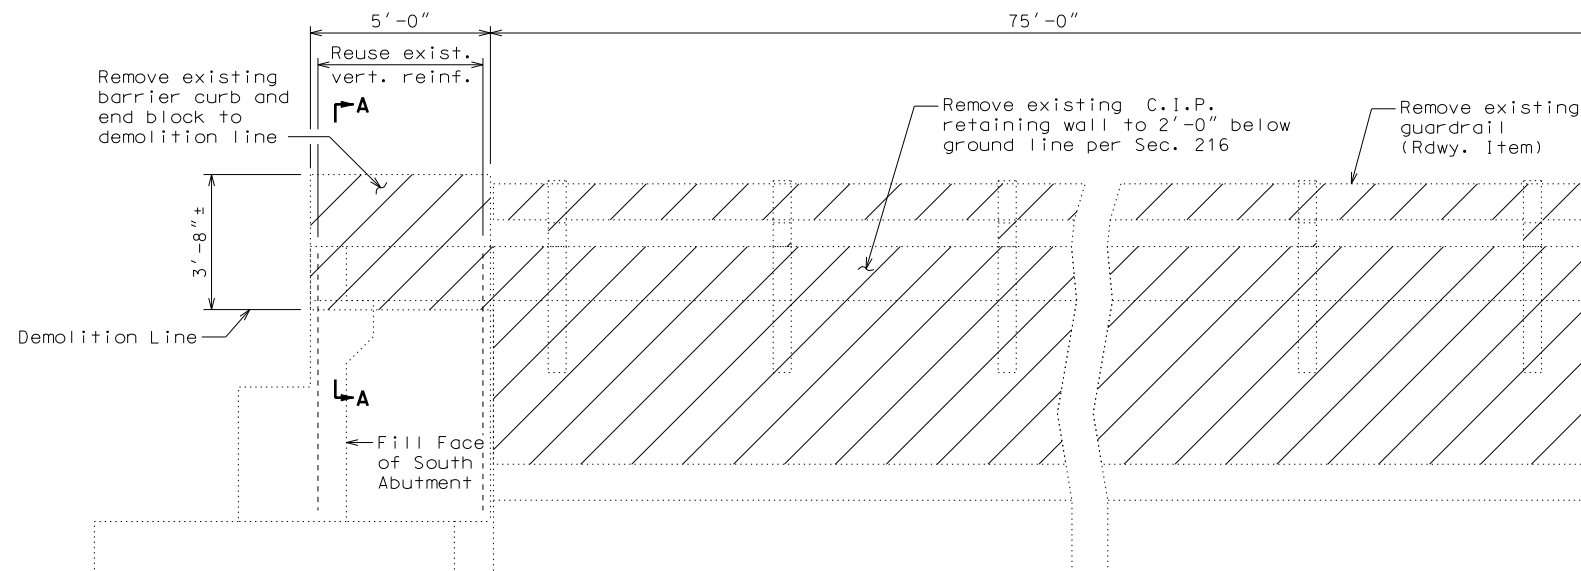 5'-0"
75'-0"
Reuse exist.
vert. reinf.
Remove existing
barrier curb and
end block to
demolition line
A
Remove existing C.I.P.
retaining wall to 2'-0" below
ground line per Sec. 216
Remove existing
guardrail
(Rdwy. Item)
3'-8"±
Demolition Line
A
Fill Face
of South
Abutment